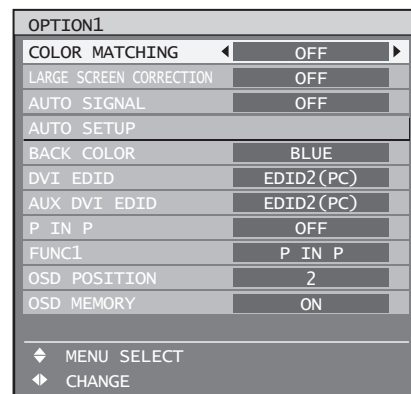 OPTION1
COLOR MATCHING OFF
LARGE SCREEN CORRECTION OFF
AUTO SIGNAL OFF
AUTO SETUP
BACK COLOR BLUE
DVI EDID EDID2(PC)
AUX DVI EDID EDID2(PC)
P IN P OFF
FUNC1 P IN P
OSD POSITION 2
OSD MEMORY ON
MENU SELECT
CHANGE